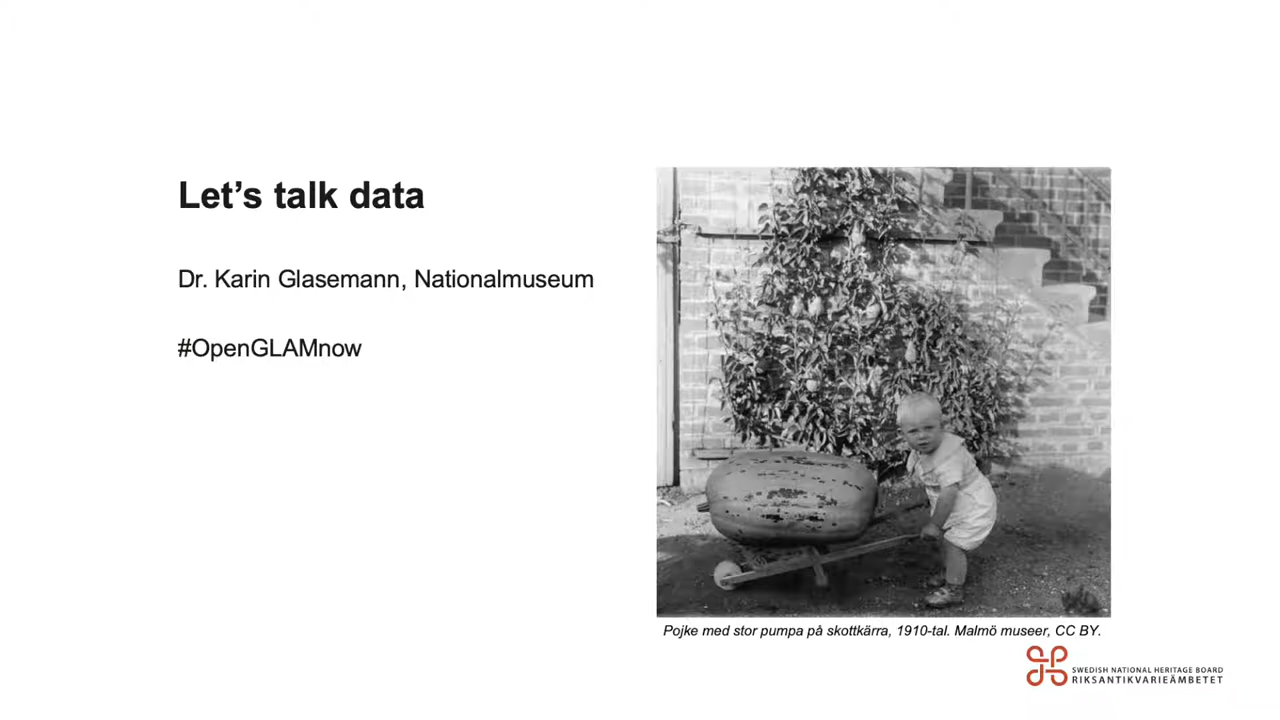 Let’s talk data
Dr. Karin Glasemann, Nationalmuseum
#OpenGLAMnow
Pojke med stor pumpa på skottkärra, 1910-tal. Malmö museer, CC BY.
SWEDISH NATIONAL HERITAGE BOARD
RIKSANTIKVARIEÄMBETET